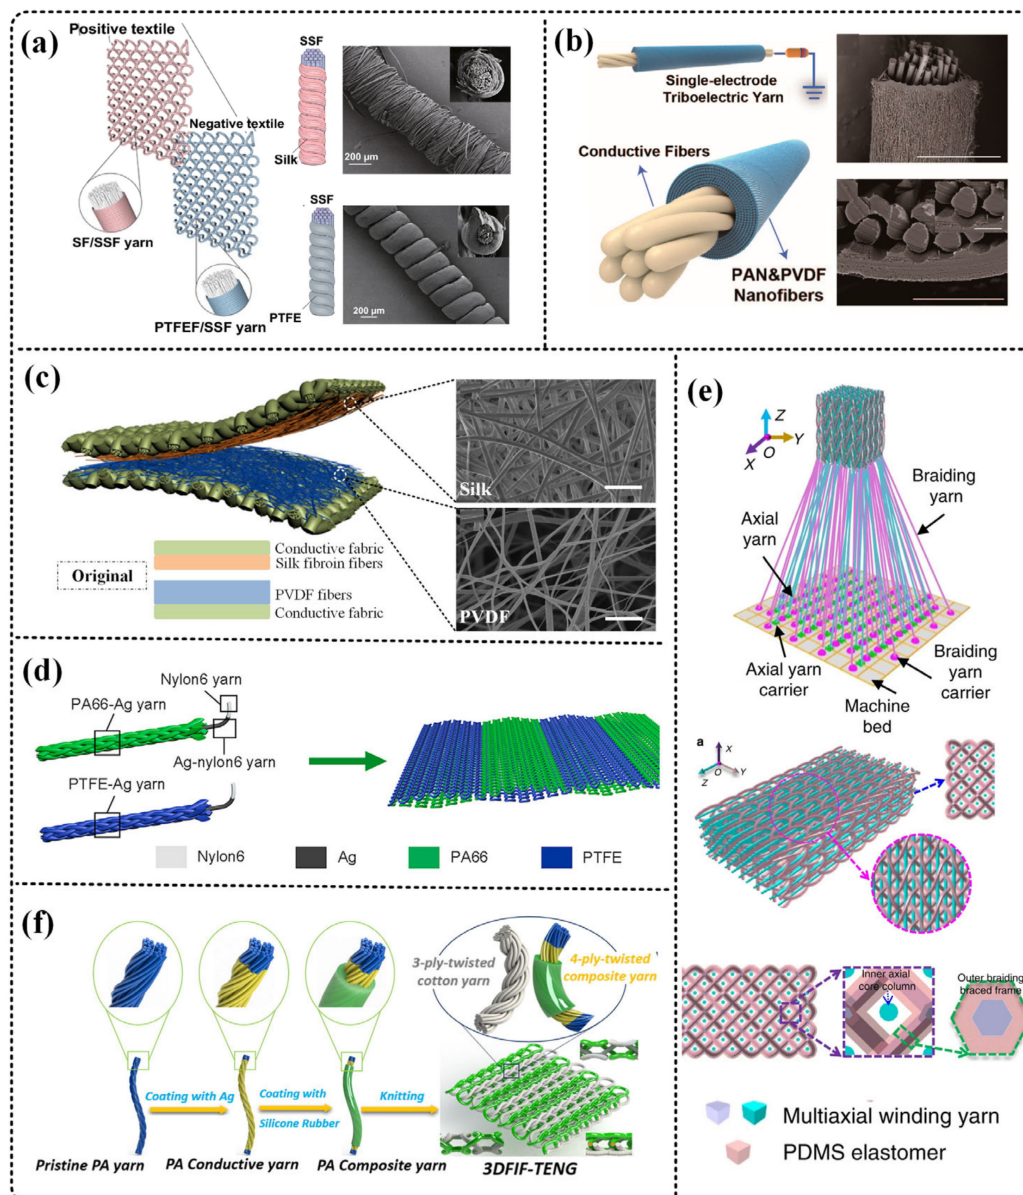 (a)
Positive textile
Negative textile
SF/SSF yarn
PTFEF/SSF yarn
SSF
Silk
200 µm
SSF
PTFE
200 µm
(b)
Single-electrode
Triboelectric Yarn
Conductive Fibers
PAN&PVDF
Nanofibers
(c)
Silk
PVDF
Original
Conductive fabric
Silk fibroin fibers
PVDF fibers
Conductive fabric
(d)
Nylon6 yarn
PA66-Ag yarn
Ag-nylon6 yarn
PTFE-Ag yarn
Nylon6
Ag
PA66
PTFE
(e)
Z
Y
X
O
Braiding
yarn
Axial
yarn
Axial yarn
carrier
Braiding
yarn
carrier
Machine
bed
a
X
O
Y
Z
Inner axial
core column
Outer braiding
braced frame
Multiaxial winding yarn
PDMS elastomer
(f)
3-ply-twisted
cotton yarn
4-ply-twisted
composite yarn
Coating with Ag
Coating with
Silicone Rubber
Knitting
Pristine PA yarn
PA Conductive yarn
PA Composite yarn
3DFIF-TENG